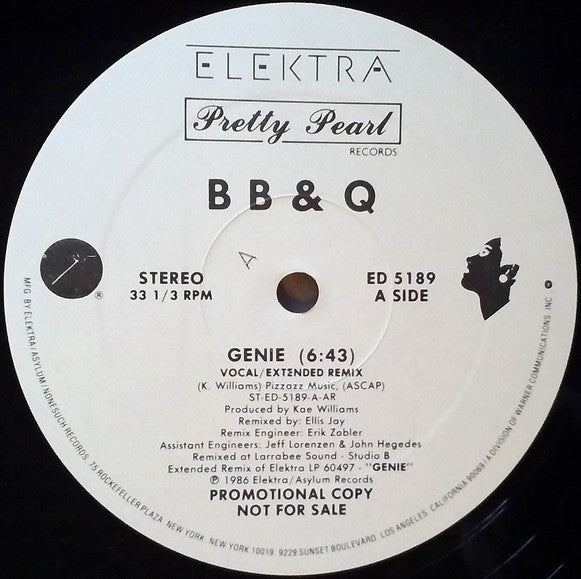 ELEKTRA
Pretty Pearl
RECORDS
B B & Q
A
STEREO
33 1/3 RPM
®
ED 5189
A SIDE
GENIE (6:43)
VOCAL/EXTENDED REMIX
(K. Williams) Pizzazz Music, (ASCAP)
ST-ED-5189-A-AR
Produced by Kae Williams
Remixed by: Ellis Jay
Remix Engineer: Erik Zobler
Assistant Engineers: Jeff Lorenzen & John Hegedes
Remixed at Larrabee Sound - Studio B
Extended Remix of Elektra LP 60497 - "GENIE"
℗ 1986 Elektra/Asylum Records
PROMOTIONAL COPY
NOT FOR SALE
MFG. BY ELEKTRA/ASYLUM/NONESUCH RECORDS, 75 ROCKEFELLER PLAZA, NEW YORK, NEW YORK 10019. 9229 SUNSET BOULEVARD, LOS ANGELES, CALIFORNIA 90069/A DIVISION OF WARNER COMMUNICATIONS INC.